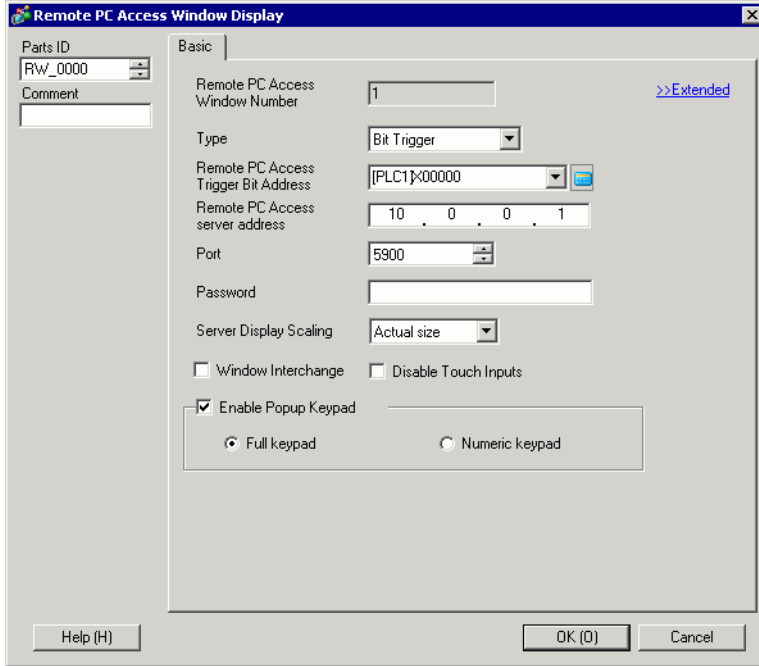 Remote PC Access Window Display
Parts ID
RW_0000
Comment
Basic
Remote PC Access
Window Number
1
>>Extended
Type
Bit Trigger
Remote PC Access
Trigger Bit Address
[PLC1]X00000
Remote PC Access
server address
10 . 0 . 0 . 1
Port
5900
Password
Server Display Scaling
Actual size
Window Interchange
Disable Touch Inputs
Enable Popup Keypad
Full keypad
Numeric keypad
Help (H)
OK (O)
Cancel